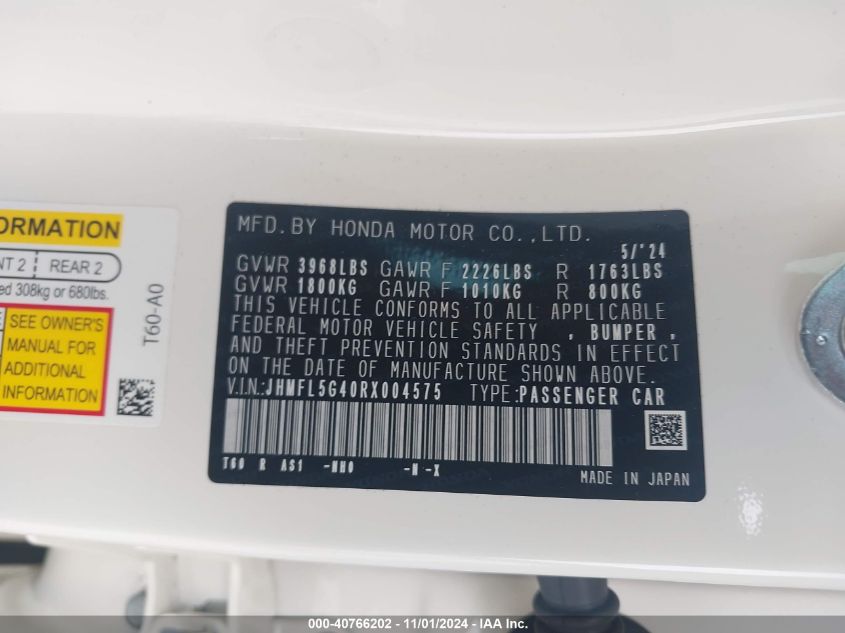 ORMATION
NT 2 REAR 2
ed 308kg or 680lbs.
SEE OWNER'S
MANUAL FOR
ADDITIONAL
INFORMATION
T60-A0
MFD. BY HONDA MOTOR CO.,LTD.
5/'24
GVWR 3968LBS GAWR F 2226LBS R 1763LBS
GVWR 1800KG GAWR F 1010KG R 800KG
THIS VEHICLE CONFORMS TO ALL APPLICABLE
FEDERAL MOTOR VEHICLE SAFETY , BUMPER ,
AND THEFT PREVENTION STANDARDS IN EFFECT
ON THE DATE OF MANUFACTURE SHOWN ABOVE.
V.I.N.:JHMFL5G40RX004575 TYPE:PASSENGER CAR
T60 R AS1 -NH0 -N -X
MADE IN JAPAN
000-40766202 - 11/01/2024 - IAA Inc.